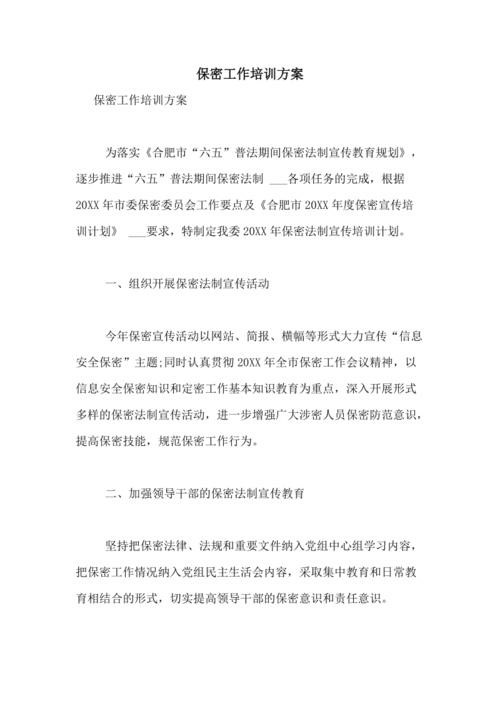 保密工作培训方案
保密工作培训方案
为落实《合肥市“六五”普法期间保密法制宣传教育规划》，
逐步推进“六五”普法期间保密法制 ___各项任务的完成，根据
20XX 年市委保密委员会工作要点及《合肥市 20XX 年度保密宣传培
训计划》 ___要求，特制定我委 20XX 年保密法制宣传培训计划。
一、组织开展保密法制宣传活动
今年保密宣传活动以网站、简报、横幅等形式大力宣传“信息
安全保密”主题;同时认真贯彻 20XX 年全市保密工作会议精神，以
信息安全保密知识和定密工作基本知识教育为重点，深入开展形式
多样的保密法制宣传活动，进一步增强广大涉密人员保密防范意识，
提高保密技能，规范保密工作行为。
二、加强领导干部的保密法制宣传教育
坚持把保密法律、法规和重要文件纳入党组中心组学习内容，
把保密工作情况纳入党组民主生活会内容，采取集中教育和日常教
育相结合的形式，切实提高领导干部的保密意识和责任意识。